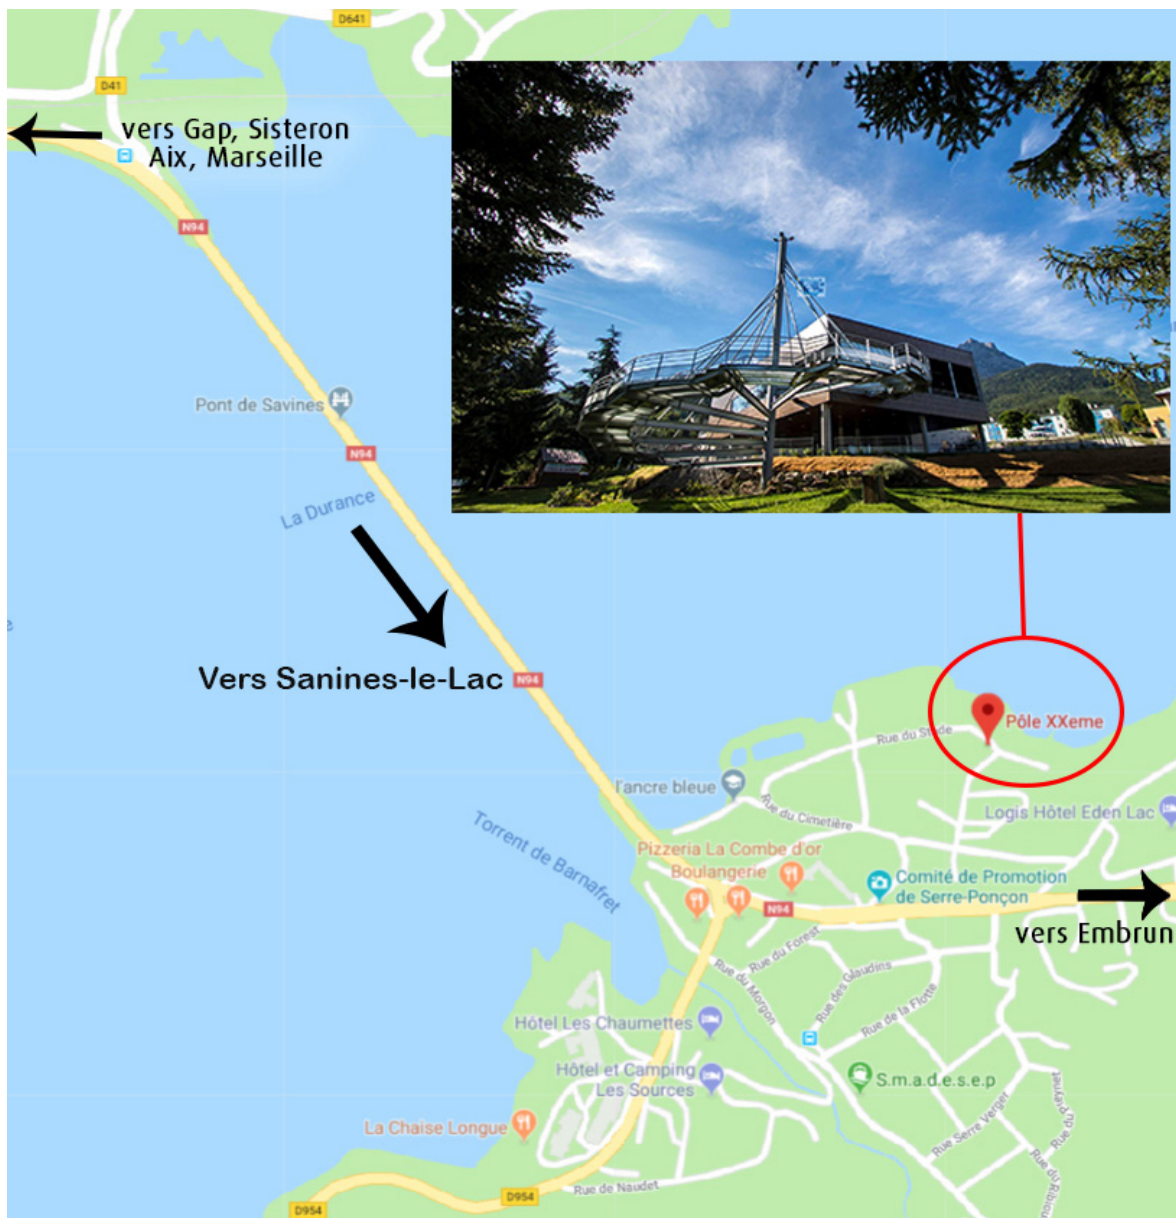 D641
D41
vers Gap, Sisteron
Aix, Marseille
N94
Pont de Savines
N94
La Durance
Vers Sanines-le-Lac
N94
Pôle XXeme
Rue du Stade
l'ancre bleue
Rue du Cimetière
Logis Hôtel Eden Lac
Torrent de Barnafret
Pizzeria La Combe d'or
Boulangerie
Comité de Promotion
de Serre-Ponçon
N94
vers Embrun
Rue du Forest
Rue du Morgon
Rue des Glaudins
Rue de la Flotte
Hôtel Les Chaumettes
Hôtel et Camping
Les Sources
S.m.a.d.e.s.e.p
La Chaise Longue
Rue Serre Verger
Rue de Naudet
D954
D954